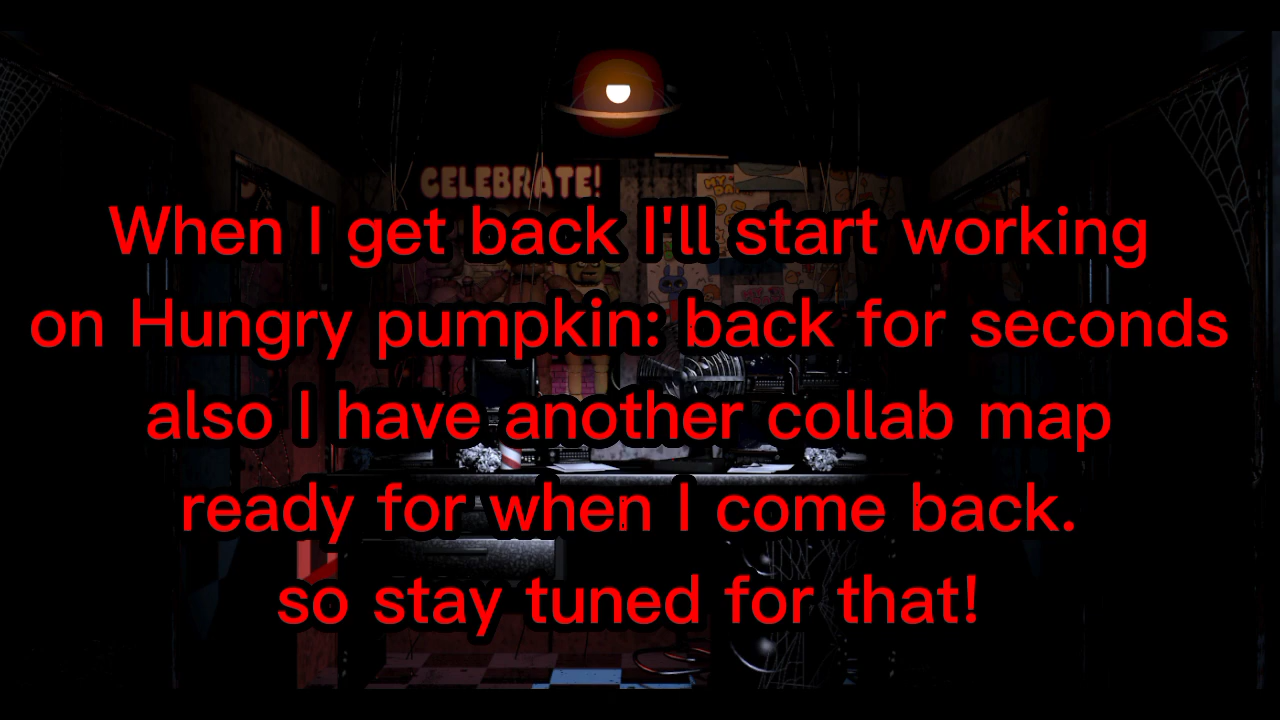 CELEBRATE!
When I get back I'll start working
on Hungry pumpkin: back for seconds
also I have another collab map
ready for when I come back.
so stay tuned for that!